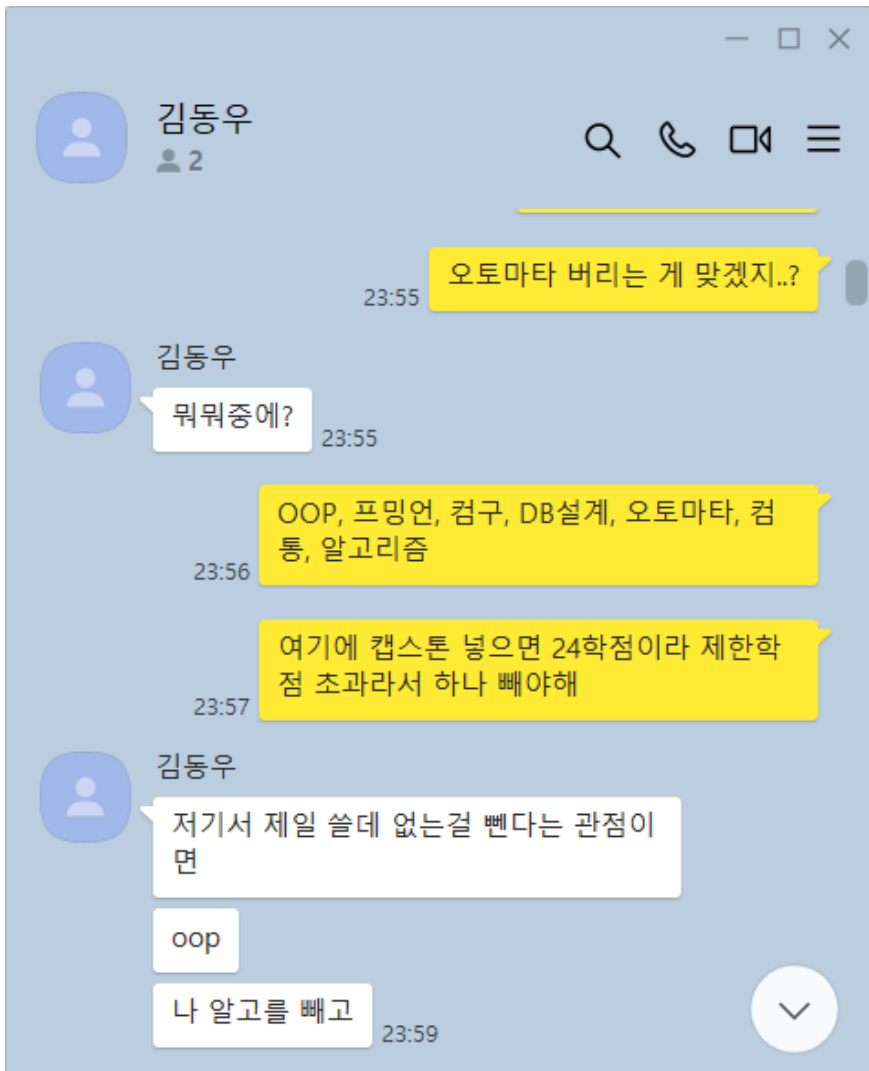 김동우
2
오토마타 버리는 게 맞겠지..?
23:55
김동우
뭐뭐중에?
23:55
OOP, 프밍언, 컴구, DB설계, 오토마타, 컴
통, 알고리즘
23:56
여기에 캡스톤 넣으면 24학점이라 제한학
점 초과라서 하나 빼야해
23:57
김동우
저기서 제일 쓸데 없는걸 뺀다는 관점이
면
oop
나 알고를 빼고
23:59